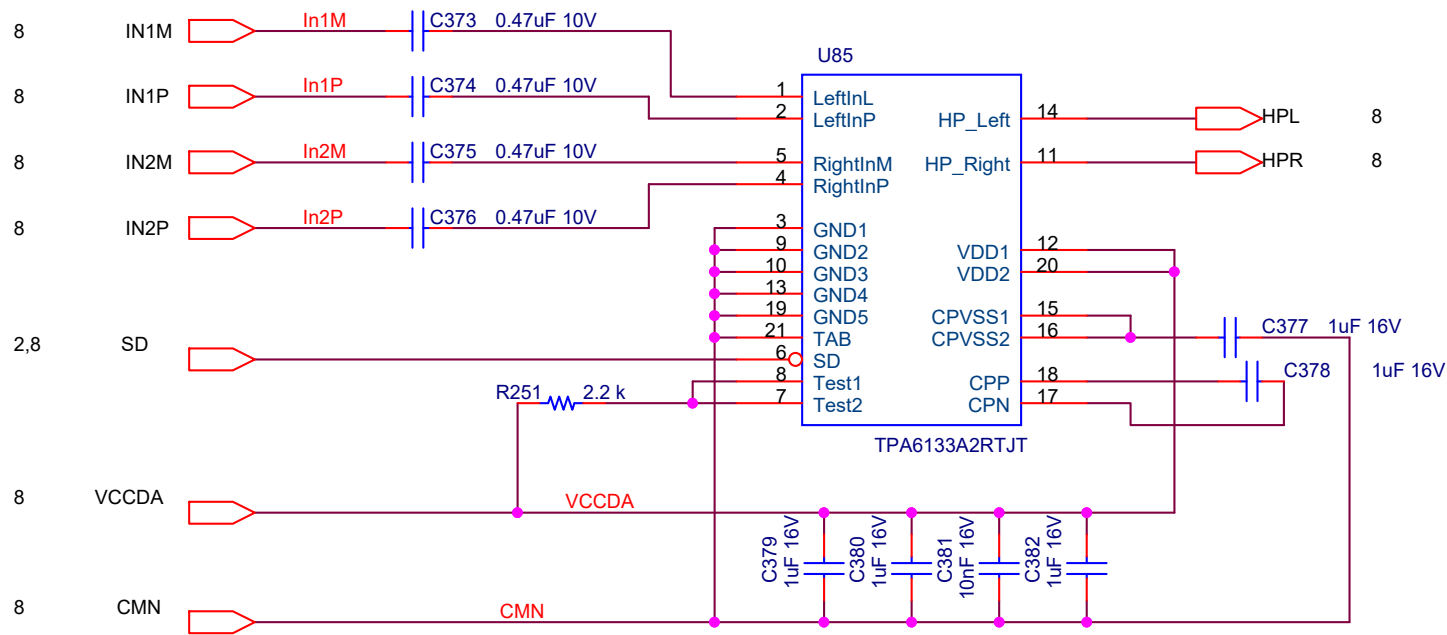 8 IN1M In1M C373 0.47uF 10V
U85
8 IN1P In1P C374 0.47uF 10V
1 LeftInL
2 LeftInP HP_Left 14 HPL 8
8 IN2M In2M C375 0.47uF 10V
5 RightInM HP_Right 11 HPR 8
4 RightInP
8 IN2P In2P C376 0.47uF 10V
3 GND1
9 GND2 VDD1 12
10 GND3 VDD2 20
13 GND4
19 GND5 CPVSS1 15
21 TAB CPVSS2 16 C377 1uF 16V
2,8 SD 6 SD
8 Test1 CPP 18 C378 1uF 16V
R251 2.2 k 7 Test2 CPN 17
TPA6133A2RTJT
8 VCCDA VCCDA
C379 1uF 16V
C380 1uF 16V
C381 10nF 16V
C382 1uF 16V
8 CMN CMN